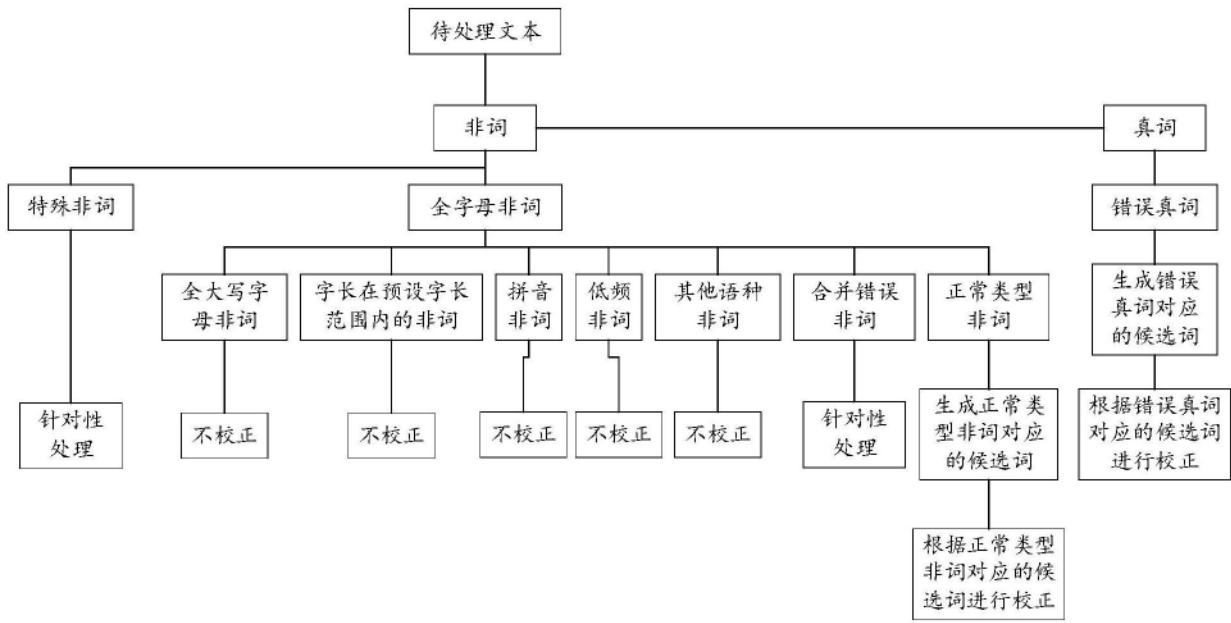 待处理文本
非词
真词
特殊非词
全字母非词
错误真词
全大写字
母非词
字长在预设字长
范围内的非词
拼音
非词
低频
非词
其他语种
非词
合并错误
非词
正常类型
非词
生成错误
真词对应
的候选词
针对性
处理
不校正
不校正
不校正
不校正
不校正
针对性
处理
生成正常类
型非词对应
的候选词
根据错误真词
对应的候选词
进行校正
根据正常类型
非词对应的候
选词进行校正